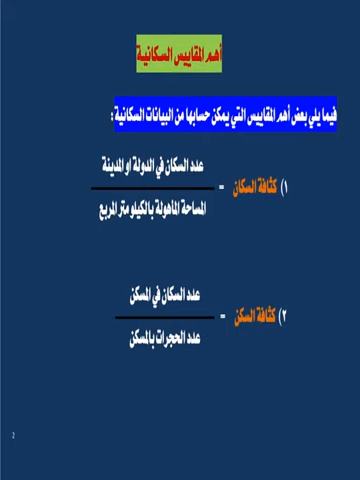 أهم المقاييس السكانية
فيما يلي بعض أهم المقاييس التي يمكن حسابها من البيانات السكانية :
عدد السكان في الدولة او المدينة
١) كثافة السكان =
المساحة المأهولة بالكيلو متر المربع
عدد السكان في المسكن
٢) كثافة السكن =
عدد الحجرات بالمسكن
2